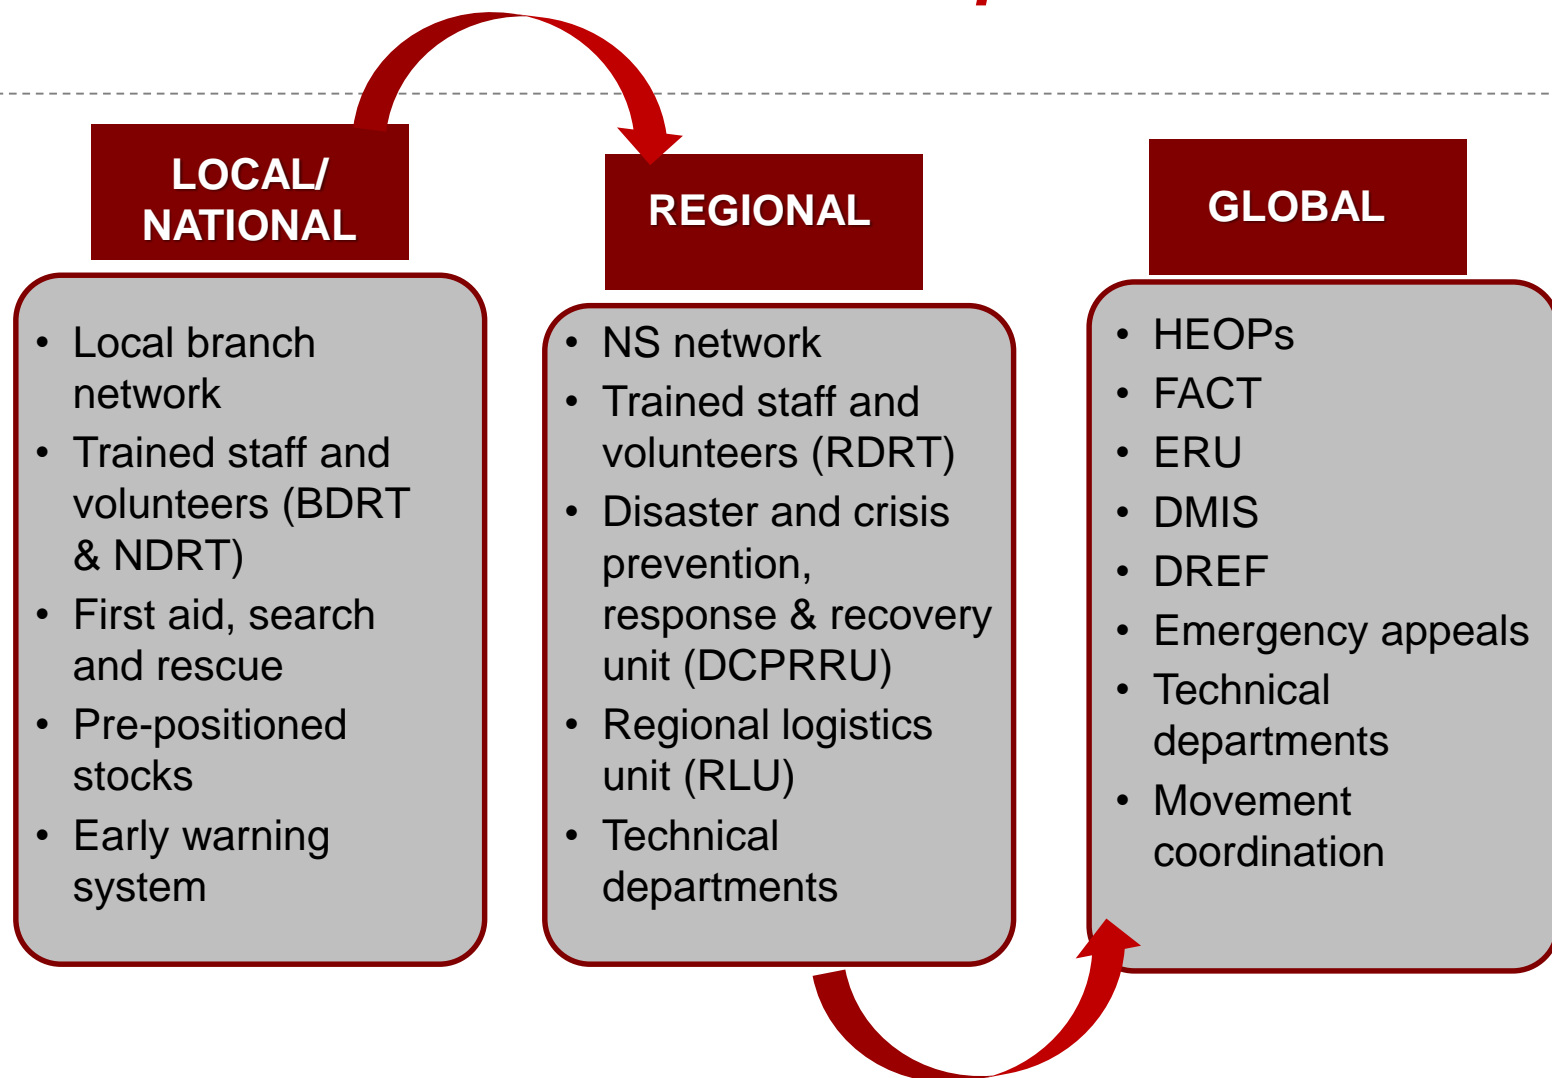 LOCAL/
NATIONAL
• Local branch
network
• Trained staff and
volunteers (BDRT
& NDRT)
• First aid, search
and rescue
• Pre-positioned
stocks
• Early warning
system
REGIONAL
• NS network
• Trained staff and
volunteers (RDRT)
• Disaster and crisis
prevention,
response & recovery
unit (DCPRRU)
• Regional logistics
unit (RLU)
• Technical
departments
GLOBAL
• HEOPs
• FACT
• ERU
• DMIS
• DREF
• Emergency appeals
• Technical
departments
• Movement
coordination